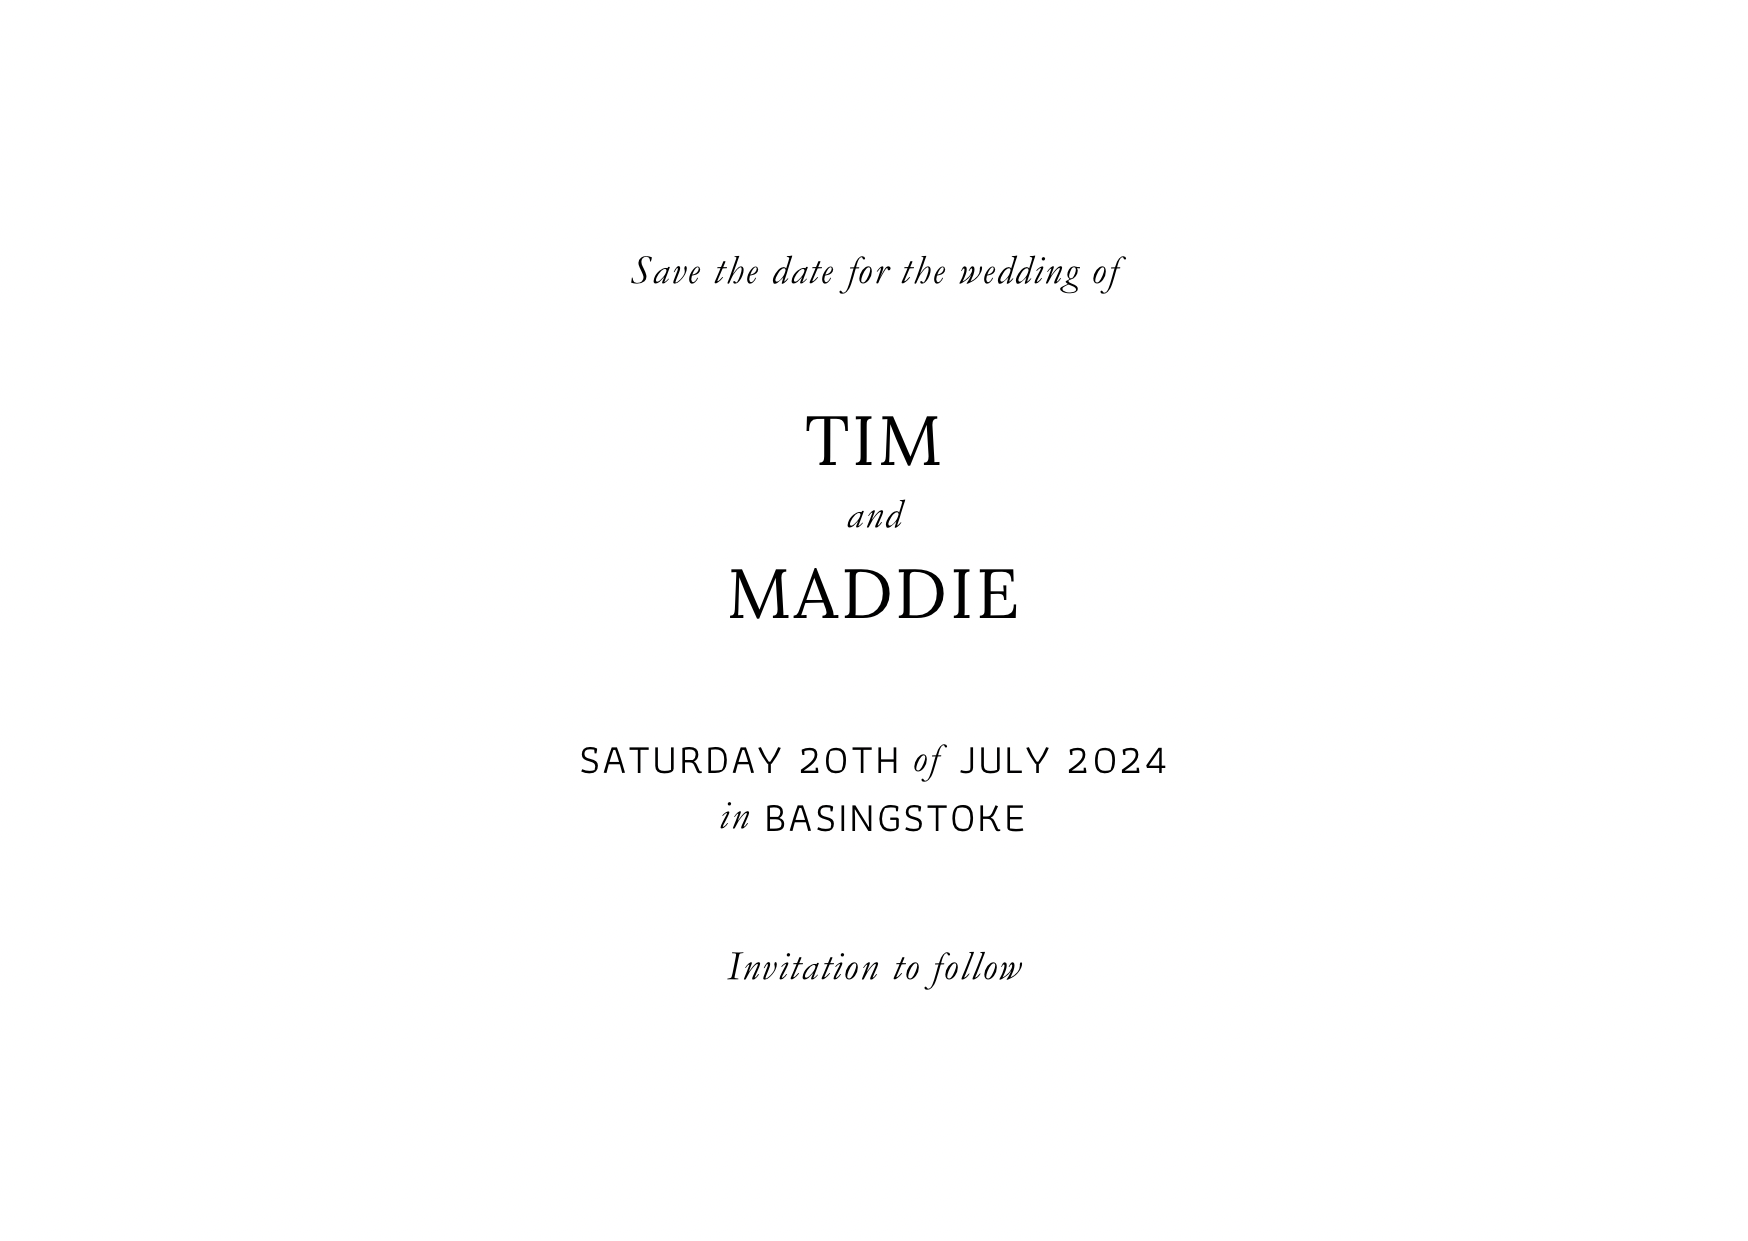 Save the date for the wedding of
TIM
and
MADDIE
SATURDAY 20TH of JULY 2024
in BASINGSTOKE
Invitation to follow